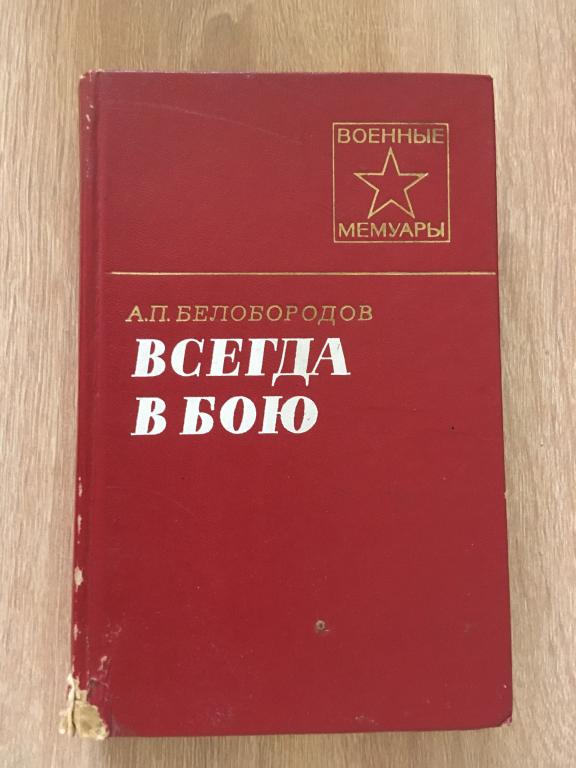 ВОЕННЫЕ
МЕМУАРЫ
А.П. БЕЛОБОРОДОВ
ВСЕГДА
В БОЮ